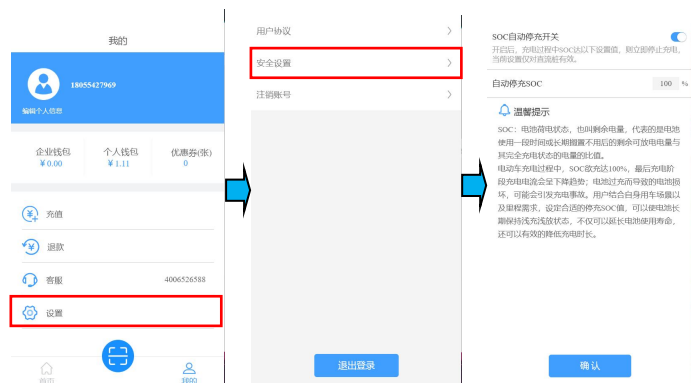 我的
18055427969
编辑个人信息
企业钱包
¥ 0.00
个人钱包
¥ 1.11
优惠券(张)
0
充值
退款
客服
4006526588
设置
首页
我的
用户协议
安全设置
注销账号
退出登录
SOC自动停充开关
开启后，充电过程中SOC达以下设置值，则立即停止充电，
当前设置仅对直流桩有效。
自动停充SOC
100 %
温馨提示
SOC：电池荷电状态，也叫剩余电量，代表的是电池
使用一段时间或长期搁置不用后的剩余可放电电量与
其完全充电状态的电量的比值。
电动车充电过程中，SOC欲充达100%，最后充电阶
段充电电流会呈下降趋势；电池过充而导致的电池损
坏，可能会引发充电事故。用户结合自身用车场景以
及里程需求，设定合适的停充SOC值，可以使电池长
期保持浅充浅放状态，不仅可以延长电池使用寿命，
还可以有效的降低充电时长。
确认